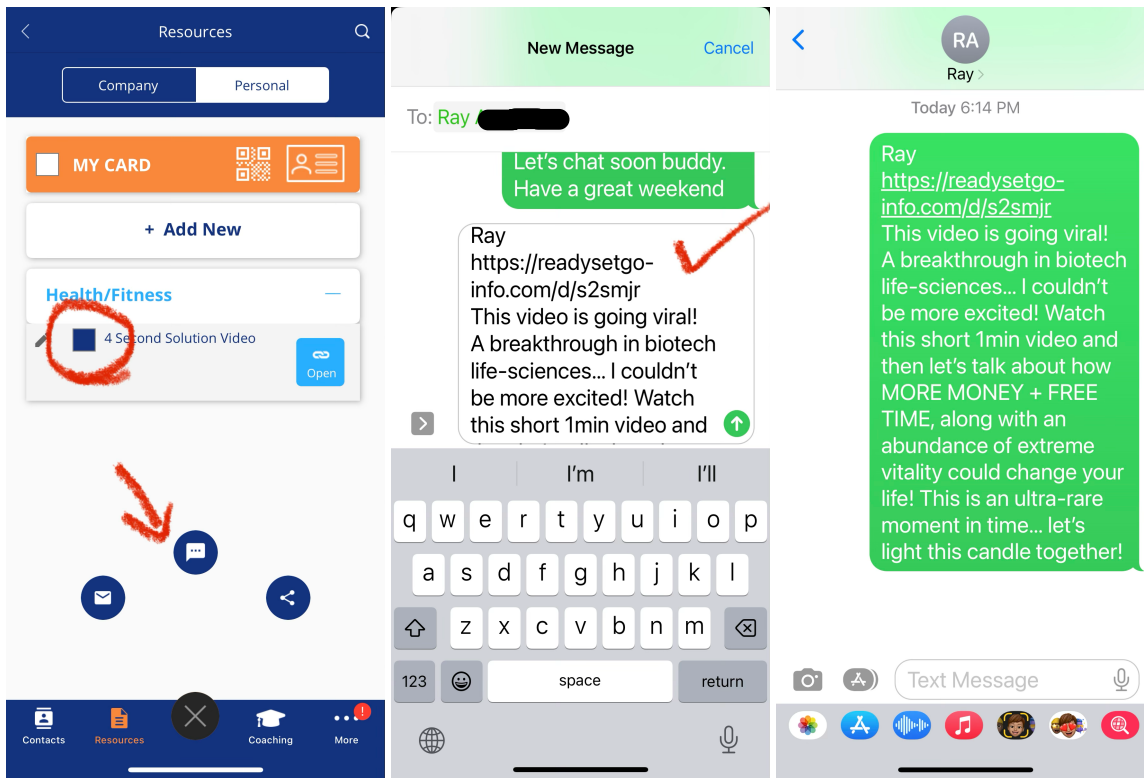 Resources
Company
Personal
MY CARD
+ Add New
Health/Fitness
4 Second Solution Video
Open
Contacts
Resources
Coaching
More
!
New Message
Cancel
To: Ray
Let's chat soon buddy.
Have a great weekend
Ray
https://readysetgo-
info.com/d/s2smjr
This video is going viral!
A breakthrough in biotech
life-sciences... I couldn't
be more excited! Watch
this short 1min video and
I
I'm
I'll
q w e r t y u i o p
a s d f g h j k l
z x c v b n m
123
space
return
RA
Ray
Today 6:14 PM
Ray
https://readysetgo-
info.com/d/s2smjr
This video is going viral!
A breakthrough in biotech
life-sciences... I couldn't
be more excited! Watch
this short 1min video and
then let's talk about how
MORE MONEY + FREE
TIME, along with an
abundance of extreme
vitality could change your
life! This is an ultra-rare
moment in time... let's
light this candle together!
Text Message